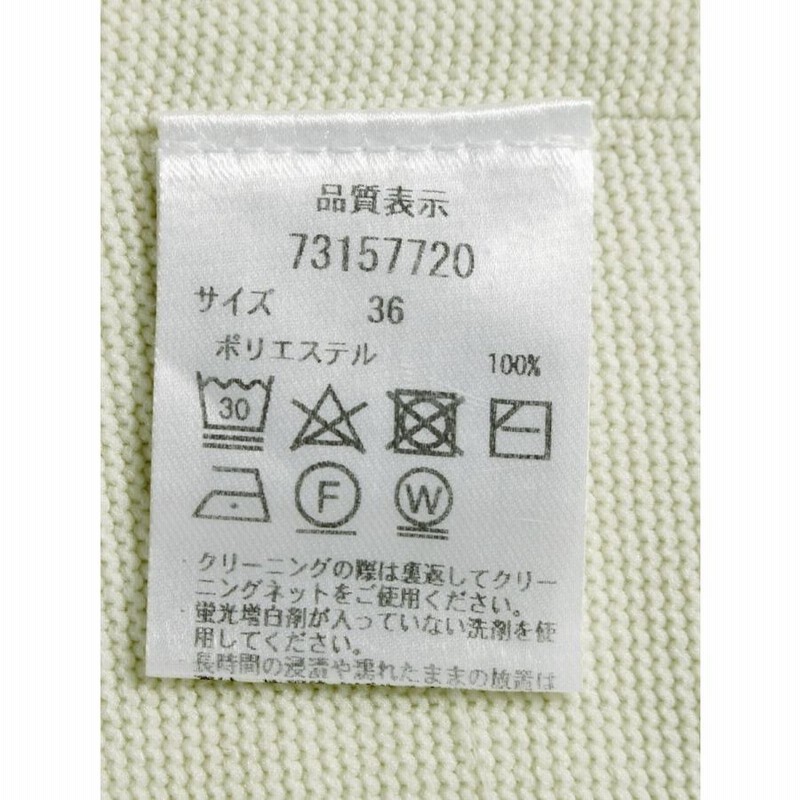 品質表示
73157720
サイズ 36
ポリエステル 100%
30
F W
クリーニングの際は裏返してクリー
ニングネットをご使用ください。
蛍光増白剤が入っていない洗剤を使
用してください。
長時間の浸漬や濡れたままの放置は